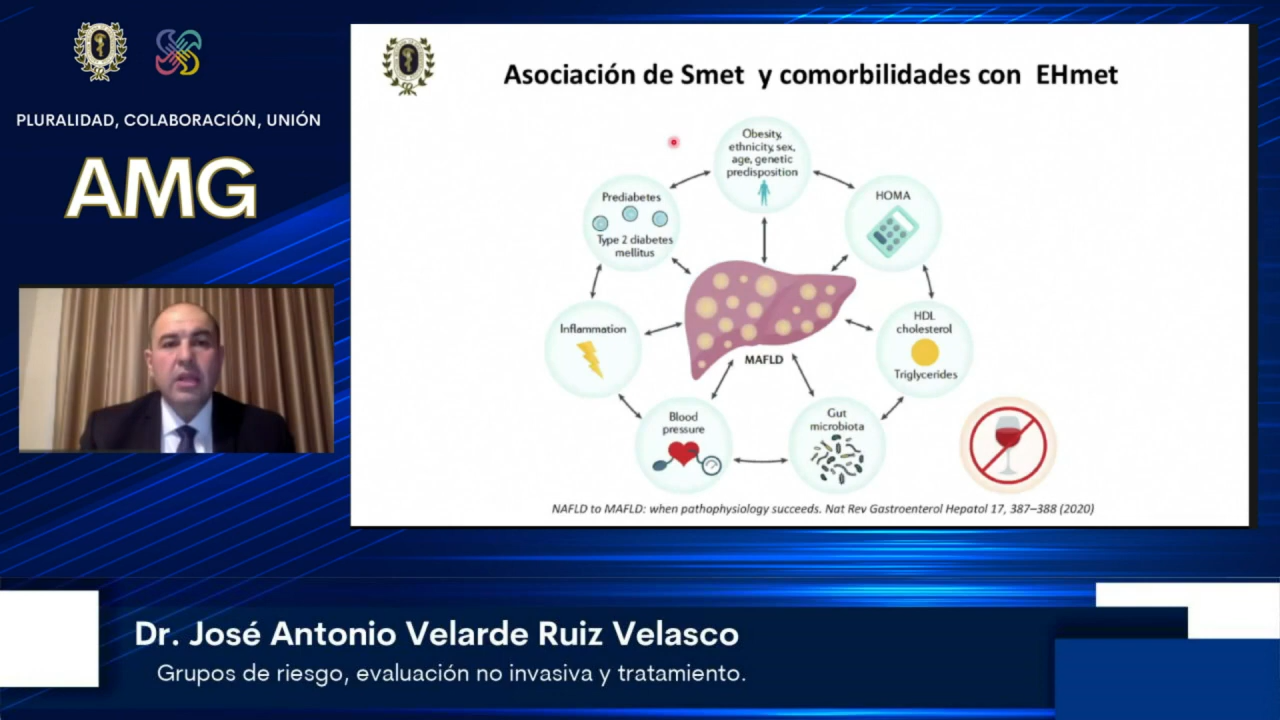 PLURALIDAD, COLABORACIÓN, UNIÓN
AMG
Asociación de Smet y comorbilidades con EHmet
Obesity,
ethnicity, sex,
age, genetic
predisposition
Prediabetes
Type 2 diabetes
mellitus
HOMA
Inflammation
HDL
cholesterol
Triglycerides
MAFLD
Blood
pressure
Gut
microbiota
NAFLD to MAFLD: when pathophysiology succeeds. Nat Rev Gastroenterol Hepatol 17, 387–388 (2020)
Dr. José Antonio Velarde Ruiz Velasco
Grupos de riesgo, evaluación no invasiva y tratamiento.